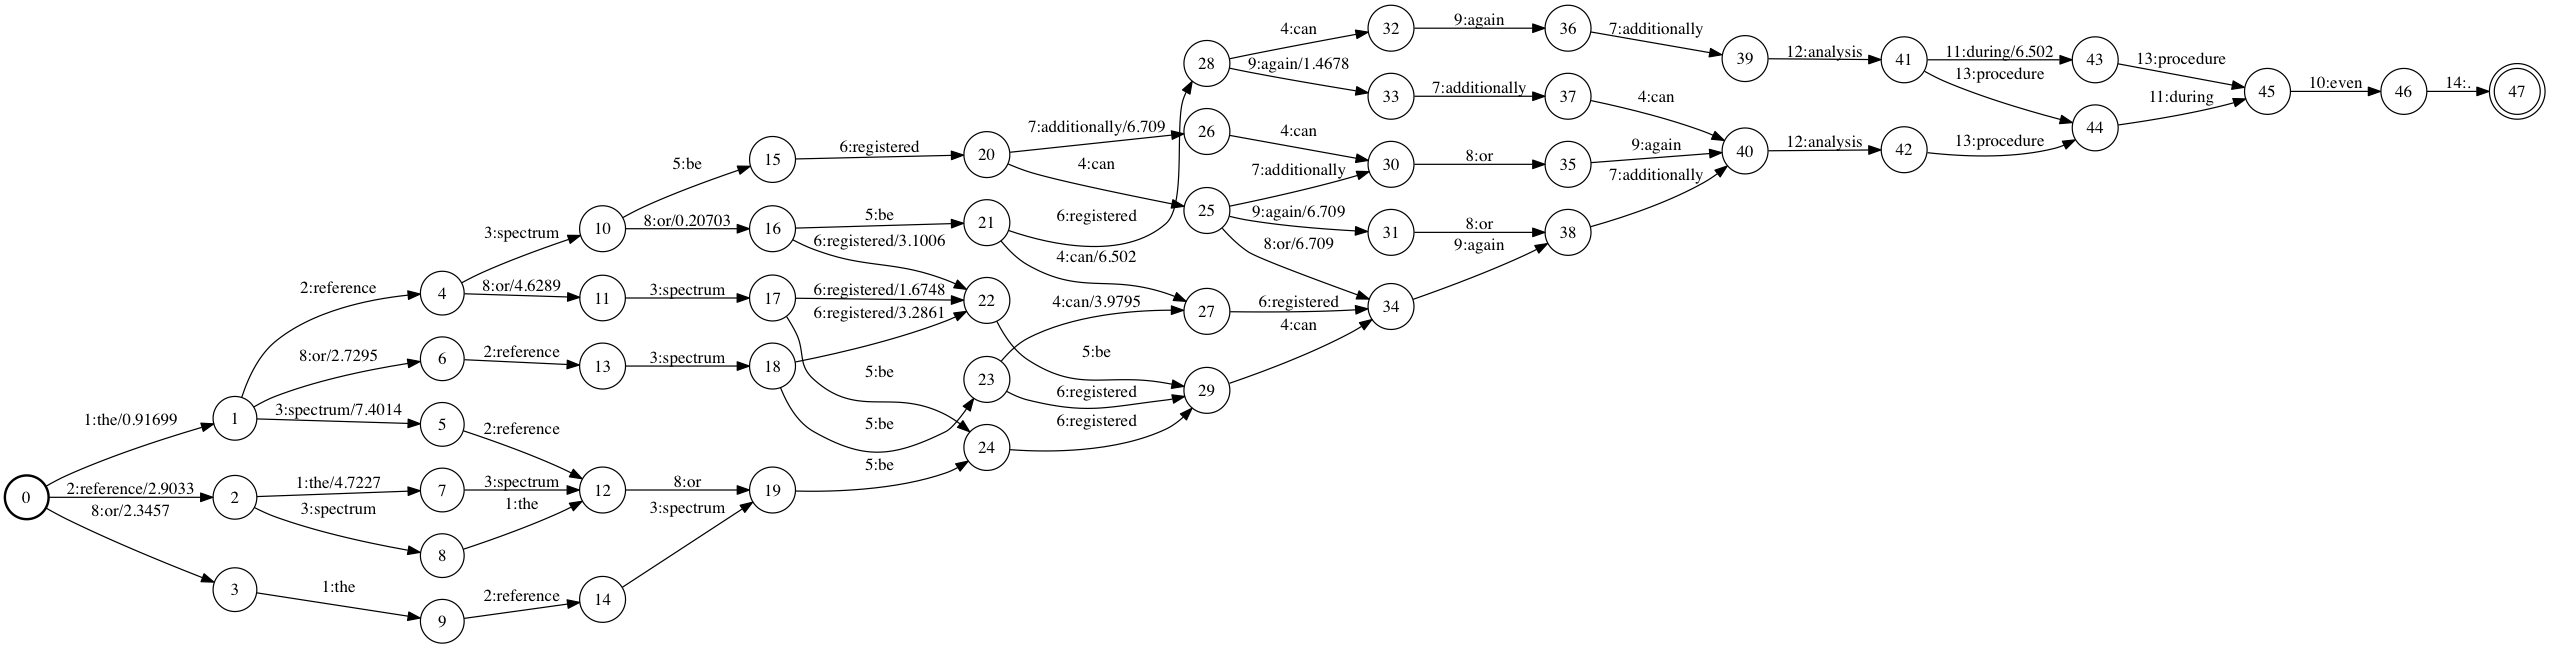 0
1:the/0.91699
2:reference/2.9033
8:or/2.3457
1
2
3
2:reference
8:or/2.7295
3:spectrum/7.4014
1:the/4.7227
3:spectrum
1:the
4
6
5
7
8
9
3:spectrum
8:or/4.6289
2:reference
2:reference
3:spectrum
1:the
2:reference
10
11
13
12
14
5:be
8:or/0.20703
3:spectrum
3:spectrum
8:or
3:spectrum
15
16
17
18
19
6:registered
5:be
6:registered/3.1006
6:registered/1.6748
6:registered/3.2861
5:be
5:be
5:be
20
21
22
23
24
7:additionally/6.709
4:can
6:registered
4:can/6.502
4:can/3.9795
5:be
6:registered
6:registered
28
26
25
27
29
4:can
9:again/1.4678
4:can
7:additionally
9:again/6.709
8:or/6.709
6:registered
4:can
32
33
30
31
34
9:again
7:additionally
8:or
8:or
9:again
36
37
35
38
7:additionally
4:can
9:again
7:additionally
39
40
12:analysis
12:analysis
41
42
11:during/6.502
13:procedure
13:procedure
43
44
13:procedure
11:during
45
10:even
46
14:.
47